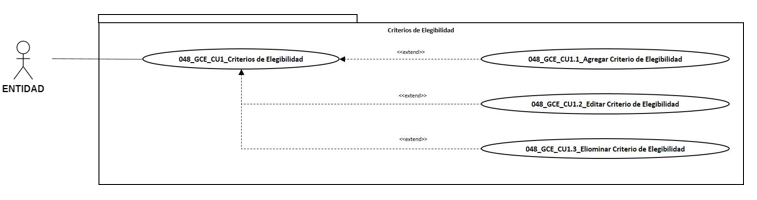 Criterios de Elegibilidad
048_GCE_CU1_Criterios de Elegibilidad
<<extend>>
048_GCE_CU1.1_Agregar Criterio de Elegibilidad
ENTIDAD
<<extend>>
048_GCE_CU1.2_Editar Criterio de Elegibilidad
<<extend>>
048_GCE_CU1.3_Eliominar Criterio de Elegibilidad